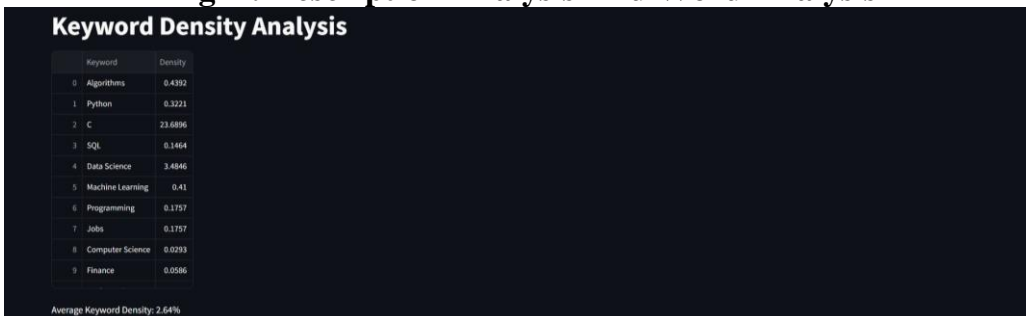 Keyword Density Analysis
Keyword Density
0 Algorithms 0.4392
1 Python 0.3221
2 C 23.6896
3 SQL 0.1464
4 Data Science 3.4846
5 Machine Learning 0.41
6 Programming 0.1757
7 Jobs 0.1757
8 Computer Science 0.0293
9 Finance 0.0586
Average Keyword Density: 2.64%